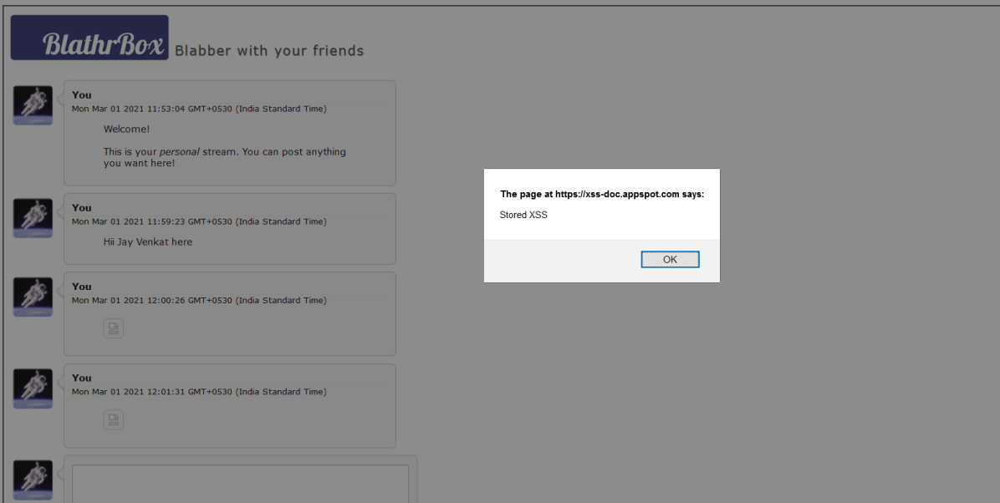 BlathrBox Blabber with your friends
You
Mon Mar 01 2021 11:53:04 GMT+0530 (India Standard Time)
Welcome!
This is your personal stream. You can post anything
you want here!
You
Mon Mar 01 2021 11:59:23 GMT+0530 (India Standard Time)
Hii Jay Venkat here
You
Mon Mar 01 2021 12:00:26 GMT+0530 (India Standard Time)
You
Mon Mar 01 2021 12:01:31 GMT+0530 (India Standard Time)
The page at https://xss-doc.appspot.com says:
Stored XSS
OK